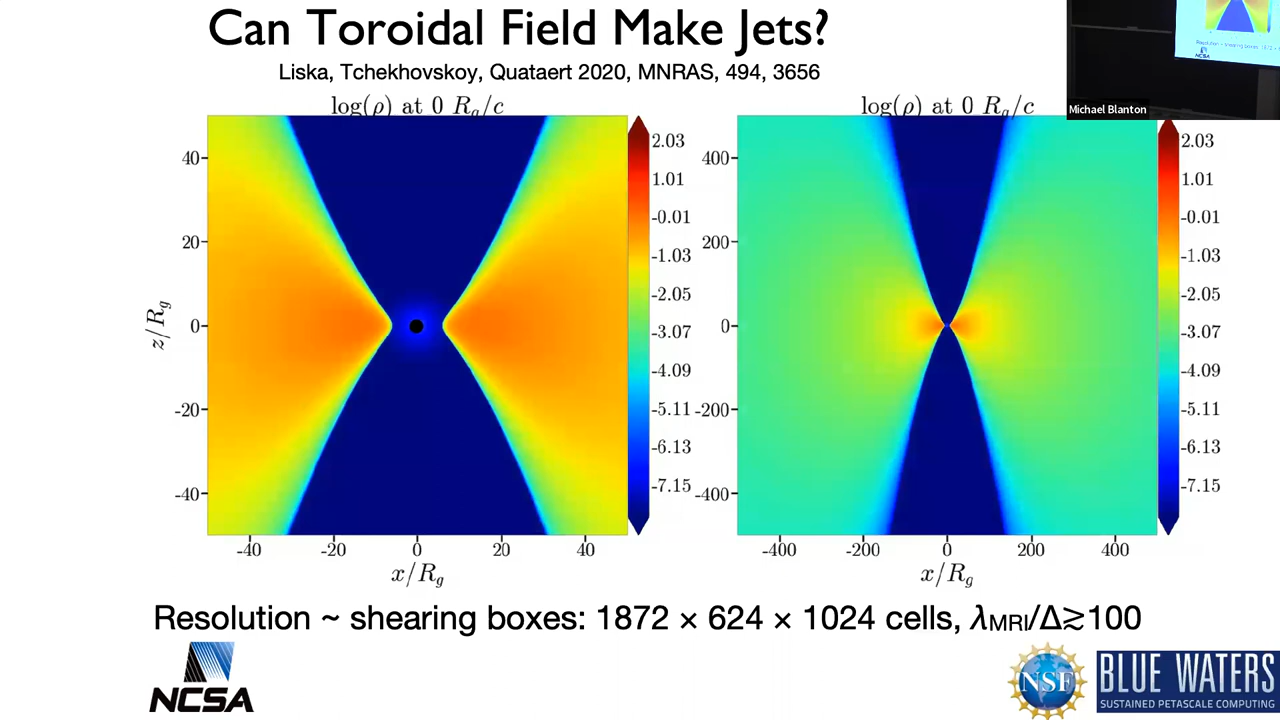 Can Toroidal Field Make Jets?
Liska, Tchekhovskoy, Quataert 2020, MNRAS, 494, 3656
Michael Blanton
log(ρ) at 0 R_g/c
log(ρ) at 0 R_g/c
40
20
0
-20
-40
z/R_g
-40 -20 0 20 40
x/R_g
2.03
1.01
-0.01
-1.03
-2.05
-3.07
-4.09
-5.11
-6.13
-7.15
400
200
0
-200
-400
-400 -200 0 200 400
x/R_g
2.03
1.01
-0.01
-1.03
-2.05
-3.07
-4.09
-5.11
-6.13
-7.15
Resolution ~ shearing boxes: 1872 × 624 × 1024 cells, λMRI/Δ≳100
NCSA
NSF
BLUE WATERS
SUSTAINED PETASCALE COMPUTING